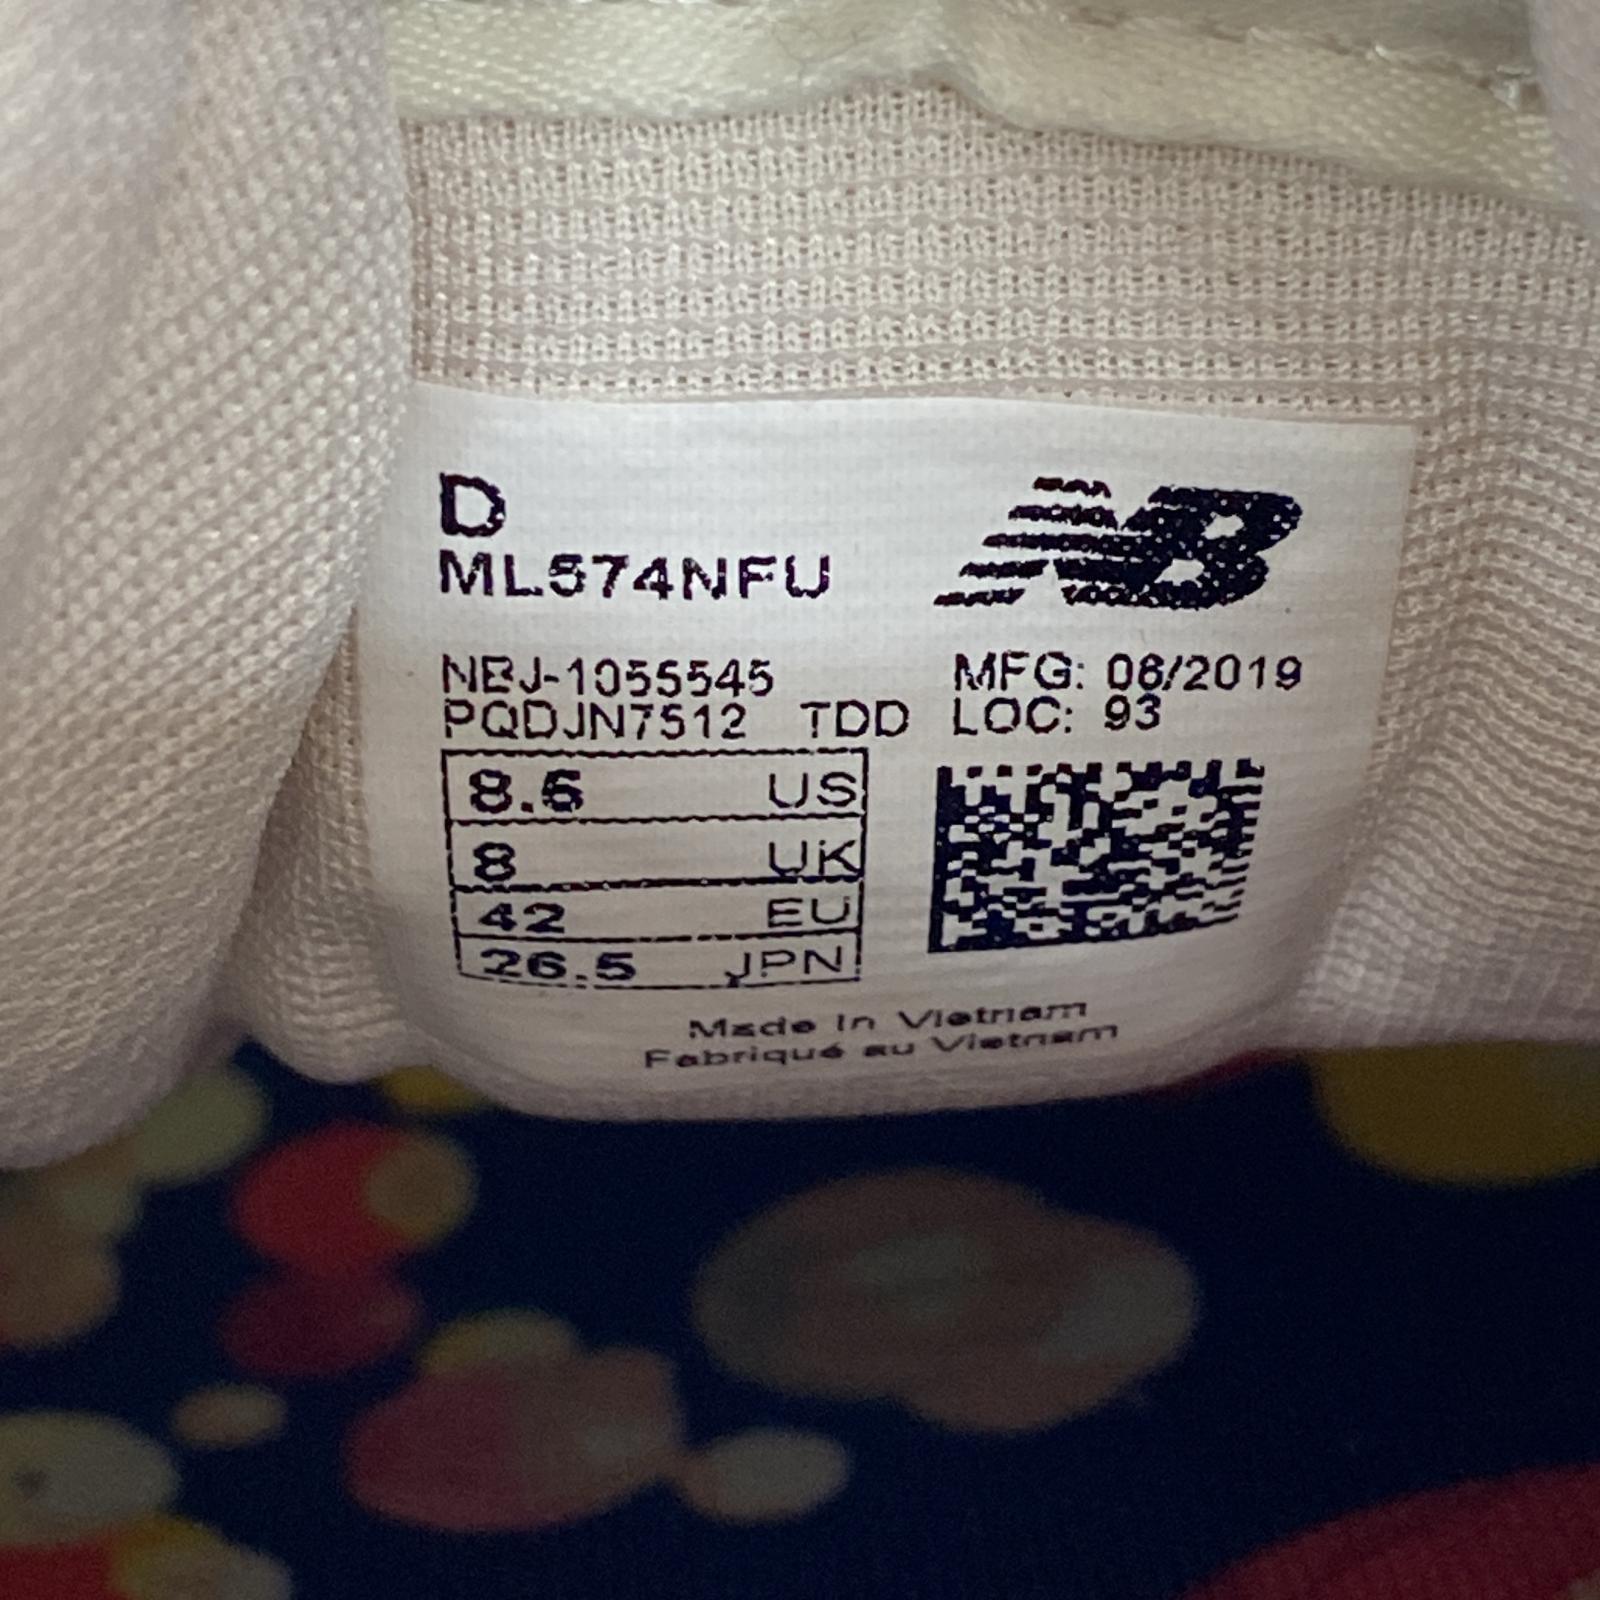 D
ML574NFU
NB
NBJ-1055545
MFG: 06/2019
PQDJN7512 TDD
LOC: 93
8.5 US
8 UK
42 EU
26.5 JPN
Made in Vietnam
Fabriqué au Vietnam